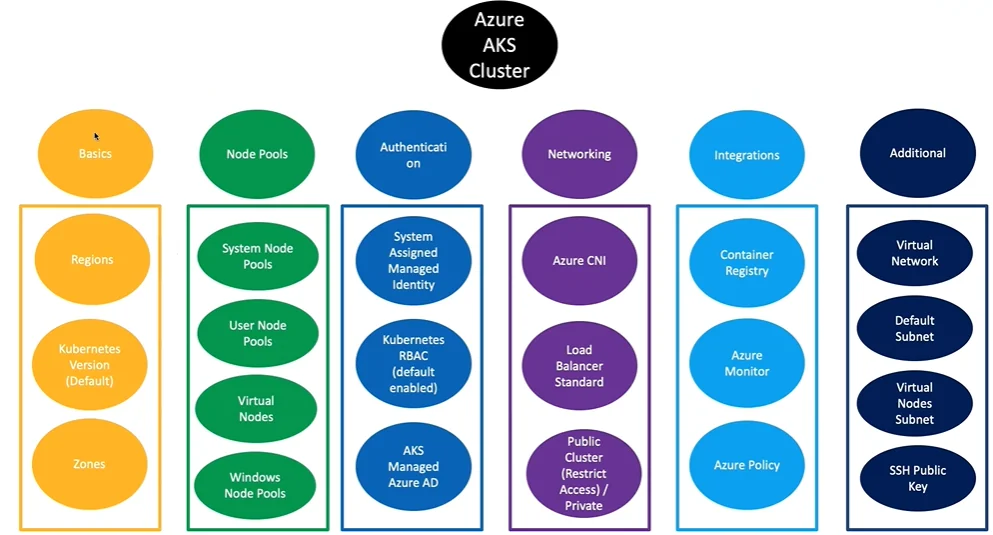 Azure
AKS
Cluster
Basics
Node Pools
Authenticati
on
Networking
Integrations
Additional
Regions
Kubernetes
Version
(Default)
Zones
System Node
Pools
User Node
Pools
Virtual
Nodes
Windows
Node Pools
System
Assigned
Managed
Identity
Kubernetes
RBAC
(default
enabled)
AKS
Managed
Azure AD
Azure CNI
Load
Balancer
Standard
Public
Cluster
(Restrict
Access) /
Private
Container
Registry
Azure
Monitor
Azure Policy
Virtual
Network
Default
Subnet
Virtual
Nodes
Subnet
SSH Public
Key